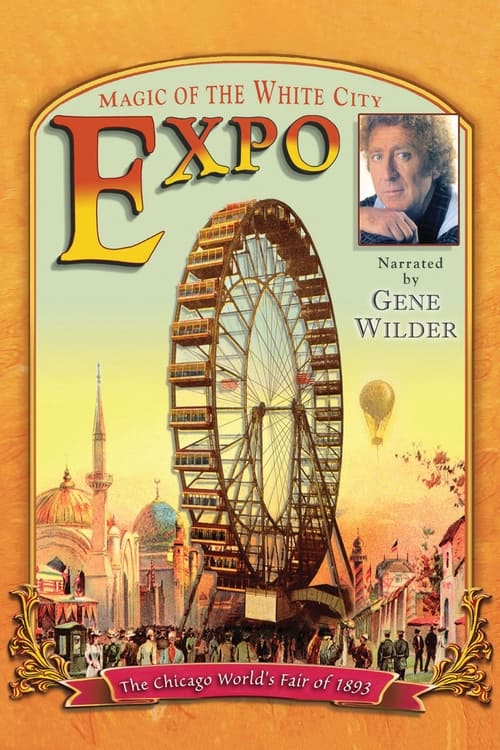 Magic of the White City
Expo
Narrated
by
Gene
Wilder
The Chicago World's Fair of 1893